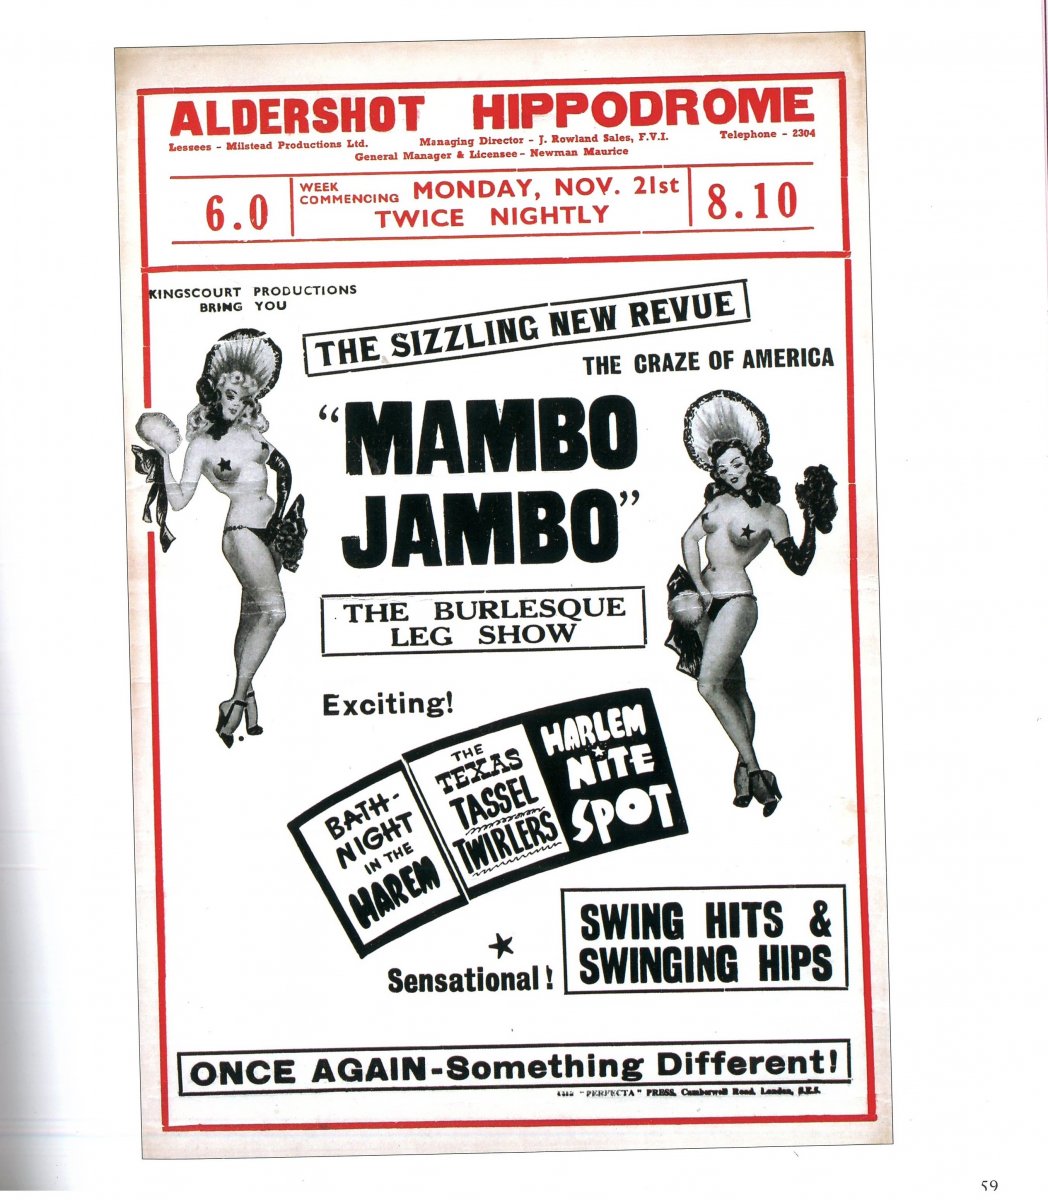 ALDERSHOT HIPPODROME
Lessees - Milstead Productions Ltd.
Managing Director - J. Rowland Sales, F.V.I.
Telephone - 2304
General Manager & Licensee - Newman Maurice
6.0
WEEK COMMENCING MONDAY, NOV. 21st
TWICE NIGHTLY
8.10
KINGSCOURT PRODUCTIONS
BRING YOU
THE SIZZLING NEW REVUE
THE CRAZE OF AMERICA
"MAMBO
JAMBO"
THE BURLESQUE
LEG SHOW
Exciting!
BATH-
NIGHT
IN THE
HAREM
THE
TEXAS
TASSEL
TWIRLERS
HARLEM
NITE
SPOT
Sensational!
SWING HITS &
SWINGING HIPS
ONCE AGAIN-Something Different!
"PERFECTA" PRESS, Camberwell Road, London, S.E.5.
59